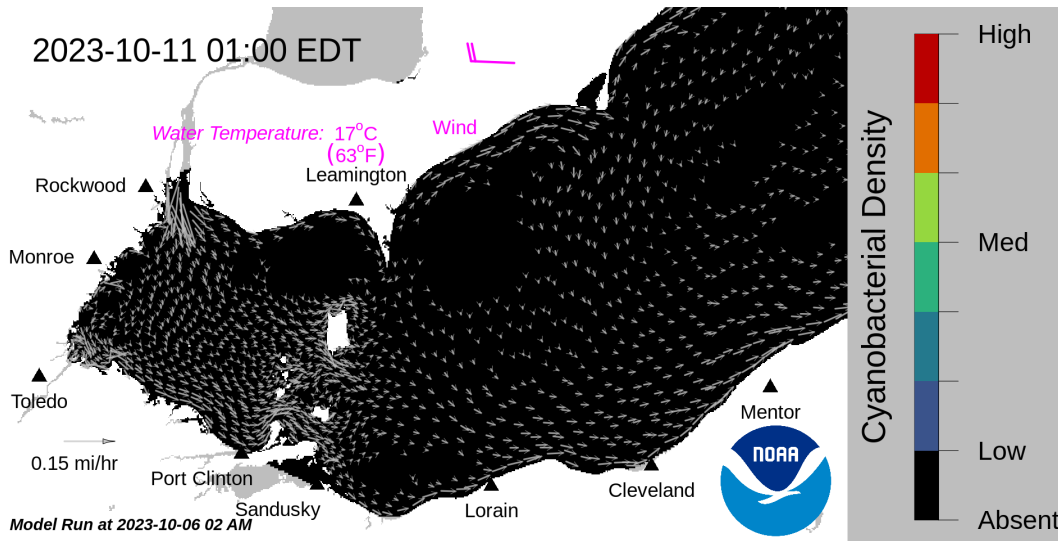 2023-10-11 01:00 EDT
Water Temperature: 17°C
(63°F)
Wind
Leamington
Rockwood
Monroe
Toledo
0.15 mi/hr
Port Clinton
Sandusky
Lorain
Cleveland
Mentor
NOAA
Model Run at 2023-10-06 02 AM
Cyanobacterial Density
High
Med
Low
Absent